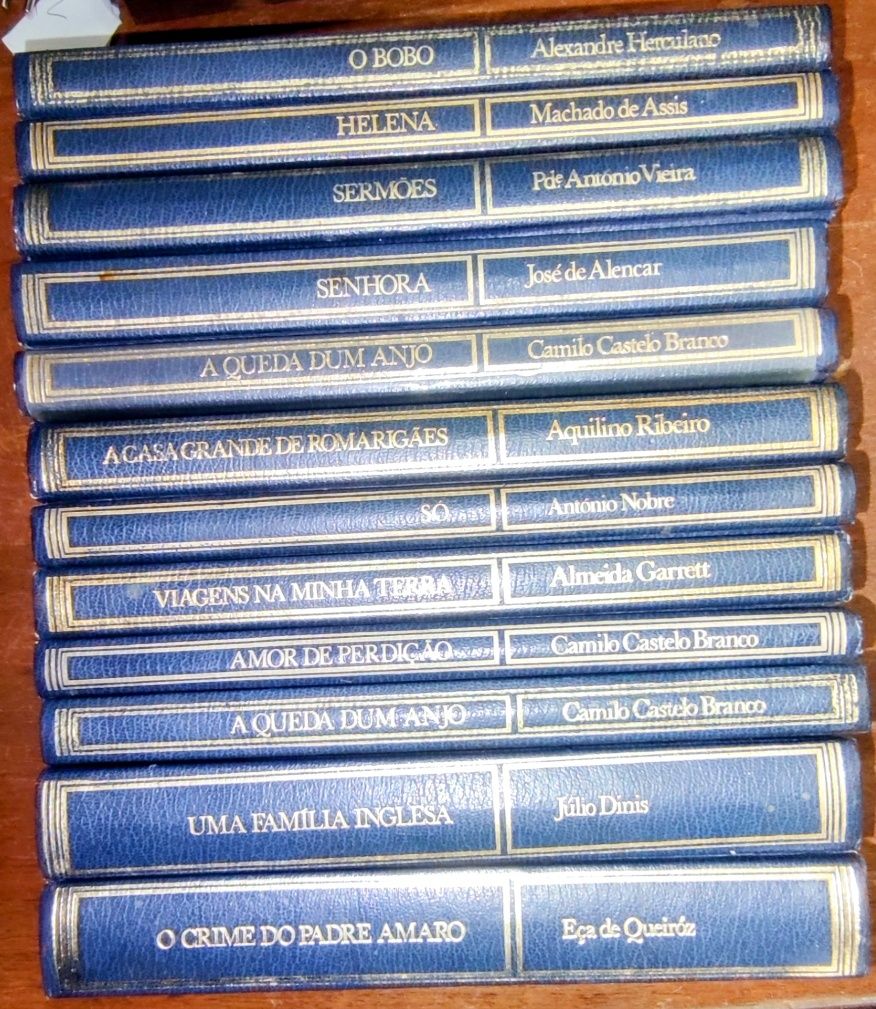 O BOBO Alexandre Herculano
HELENA Machado de Assis
SERMÕES Pde António Vieira
SENHORA José de Alencar
A QUEDA DUM ANJO Camilo Castelo Branco
A CASA GRANDE DE ROMARIGÃES Aquilino Ribeiro
SÓ António Nobre
VIAGENS NA MINHA TERRA Almeida Garrett
AMOR DE PERDIÇÃO Camilo Castelo Branco
A QUEDA DUM ANJO Camilo Castelo Branco
UMA FAMÍLIA INGLESA Júlio Dinis
O CRIME DO PADRE AMARO Eça de Queiróz